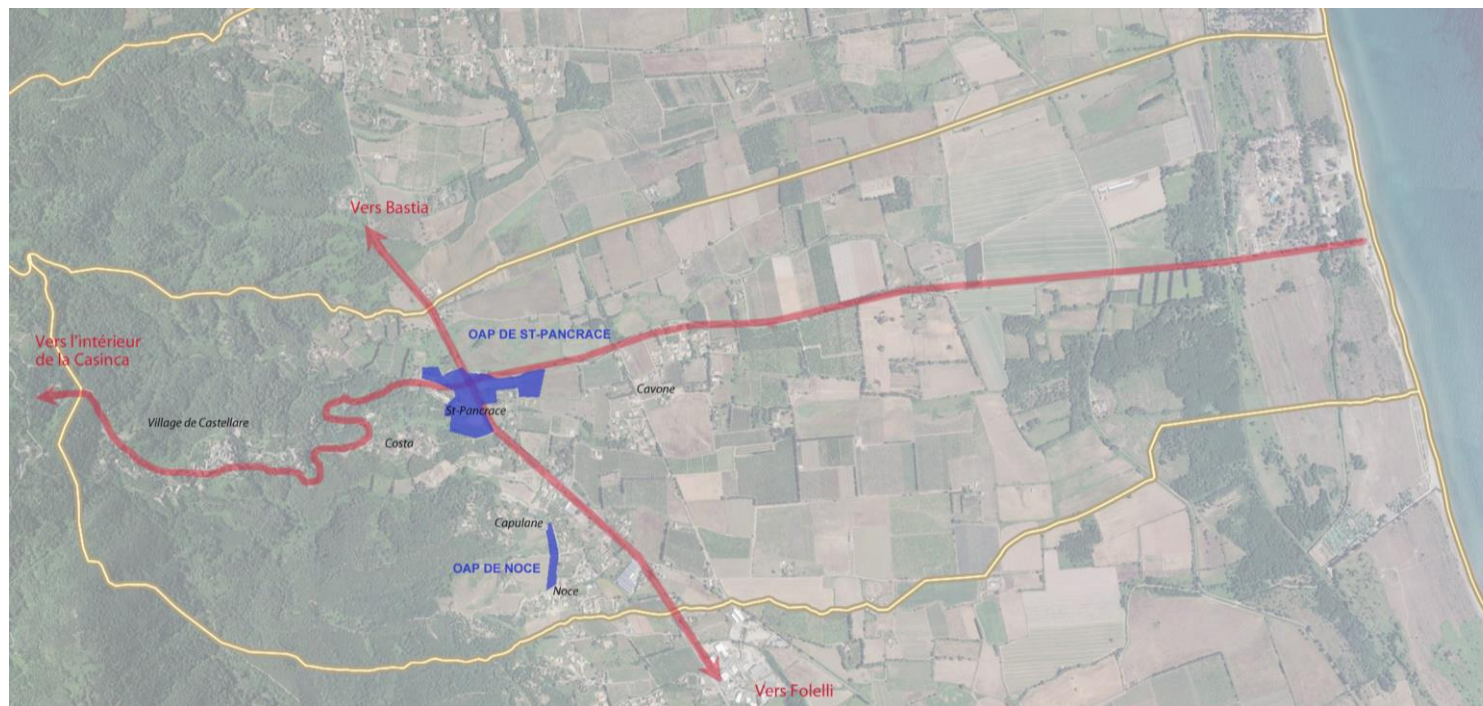 Vers Bastia
OAP DE ST-PANCRACE
Vers l'intérieur
de la Casinca
Cavone
St-Pancrace
Village de Castellare
Costa
Capulane
OAP DE NOCE
Noce
Vers Folelli